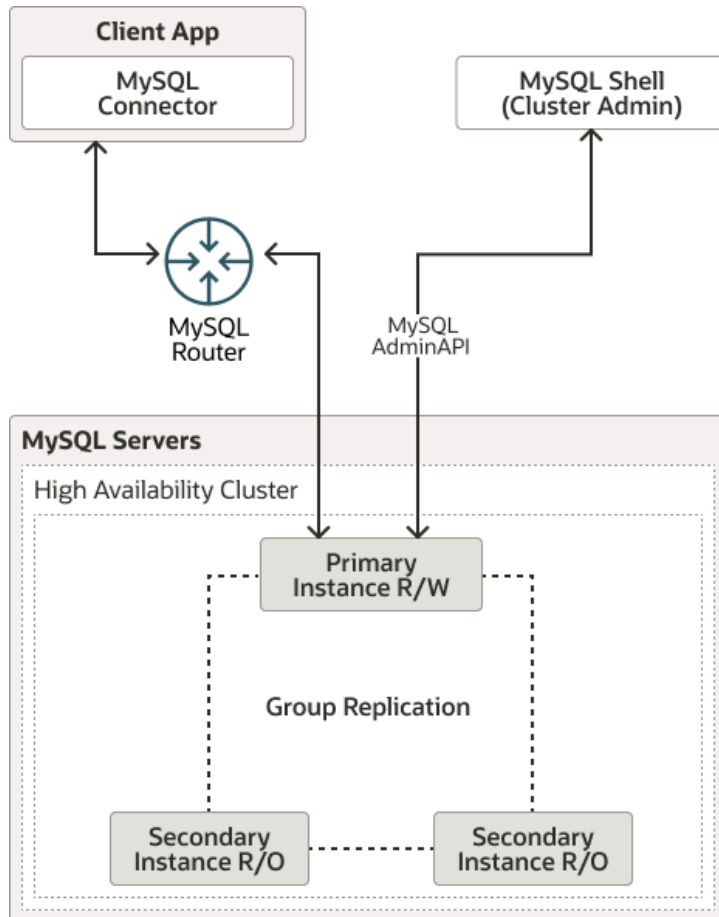 Client App
MySQL
Connector
MySQL Shell
(Cluster Admin)
MySQL
Router
MySQL
AdminAPI
MySQL Servers
High Availability Cluster
Primary
Instance R/W
Group Replication
Secondary
Instance R/O
Secondary
Instance R/O